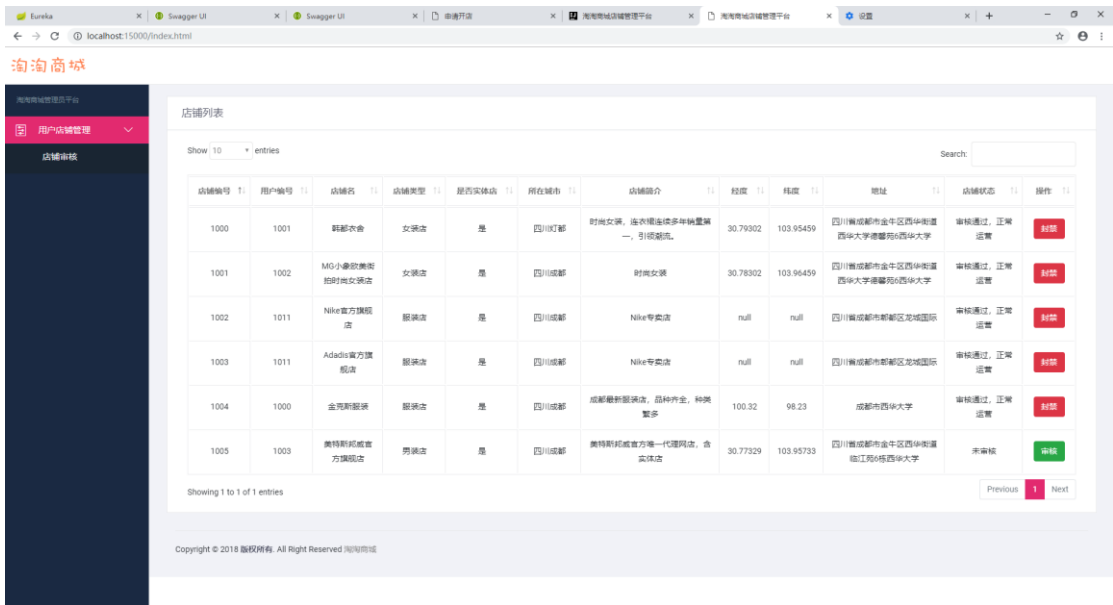 Eureka
Swagger UI
Swagger UI
申请开店
淘淘商城店铺管理平台
淘淘商城店铺管理平台
设置
localhost:15000/index.html
淘淘商城
淘淘商城管理员平台
用户店铺管理
店铺审核
店铺列表
Show 10 entries
Search:
店铺编号 用户编号 店铺名 店铺类型 是否实体店 所在城市 店铺简介 经度 纬度 地址 店铺状态 操作
1000 1001 韩都衣舍 女装店 是 四川成都 时尚女装，连衣裙连续多年销量第
一，引领潮流。 30.79302 103.95459 四川省成都市金牛区西华街道
西华大学德馨苑6西华大学 审核通过，正常
运营 封禁
1001 1002 MG小象欧美街
拍时尚女装店 女装店 是 四川成都 时尚女装 30.78302 103.96459 四川省成都市金牛区西华街道
西华大学德馨苑6西华大学 审核通过，正常
运营 封禁
1002 1011 Nike官方旗舰
店 服装店 是 四川成都 Nike专卖店 null null 四川省成都市郫都区龙城国际 审核通过，正常
运营 封禁
1003 1011 Adadis官方旗
舰店 服装店 是 四川成都 Nike专卖店 null null 四川省成都市郫都区龙城国际 审核通过，正常
运营 封禁
1004 1000 金克斯服装 服装店 是 四川成都 成都最新服装店，品种齐全，种类
繁多 100.32 98.23 成都市西华大学 审核通过，正常
运营 封禁
1005 1003 美特斯邦威官
方旗舰店 男装店 是 四川成都 美特斯邦威官方唯一代理网店，含
实体店 30.77329 103.95733 四川省成都市金牛区西华街道
临江苑6栋西华大学 未审核 审核
Showing 1 to 1 of 1 entries
Previous 1 Next
Copyright © 2018 版权所有. All Right Reserved 淘淘商城